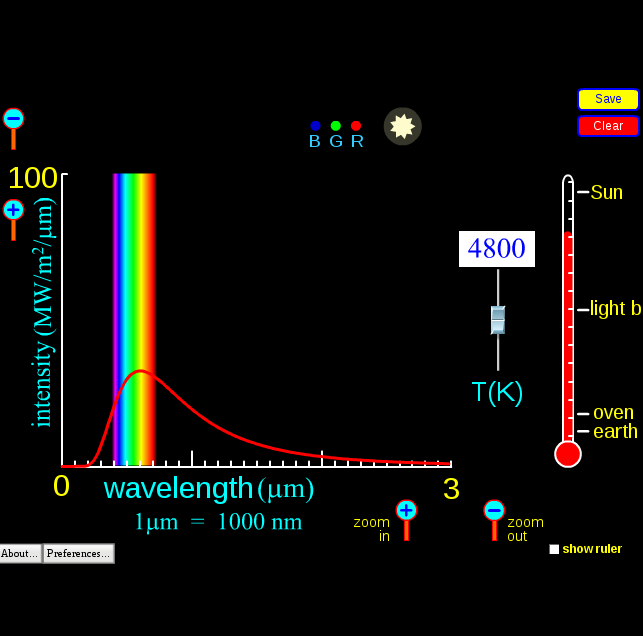 Save
Clear
B G R
100
Sun
intensity (MW/m²/µm)
4800
light b
T(K)
oven
earth
0
3
wavelength (µm)
1µm = 1000 nm
zoom
in
zoom
out
show ruler
About...
Preferences...